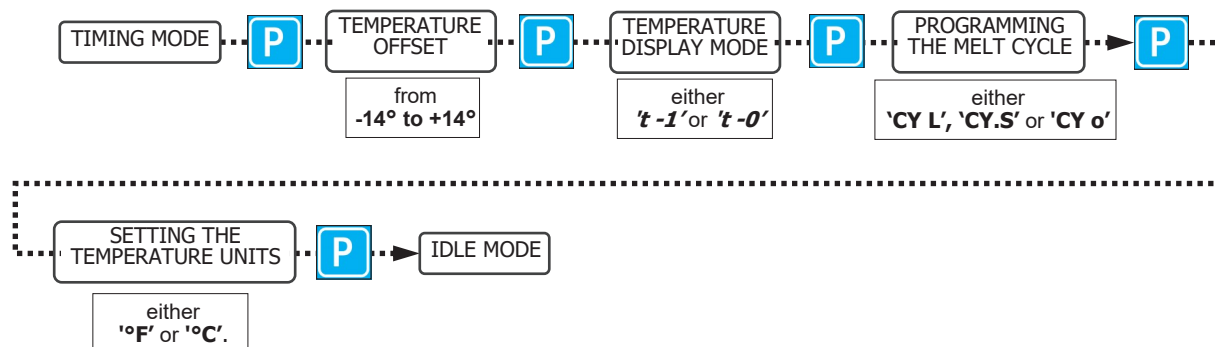 TIMING MODE
P
TEMPERATURE
OFFSET
P
TEMPERATURE
DISPLAY MODE
P
PROGRAMMING
THE MELT CYCLE
P
from
-14° to +14°
either
't -1' or 't -0'
either
‘CY L’, ‘CY.S’ or 'CY o'
SETTING THE
TEMPERATURE UNITS
P
IDLE MODE
either
'°F' or '°C'.